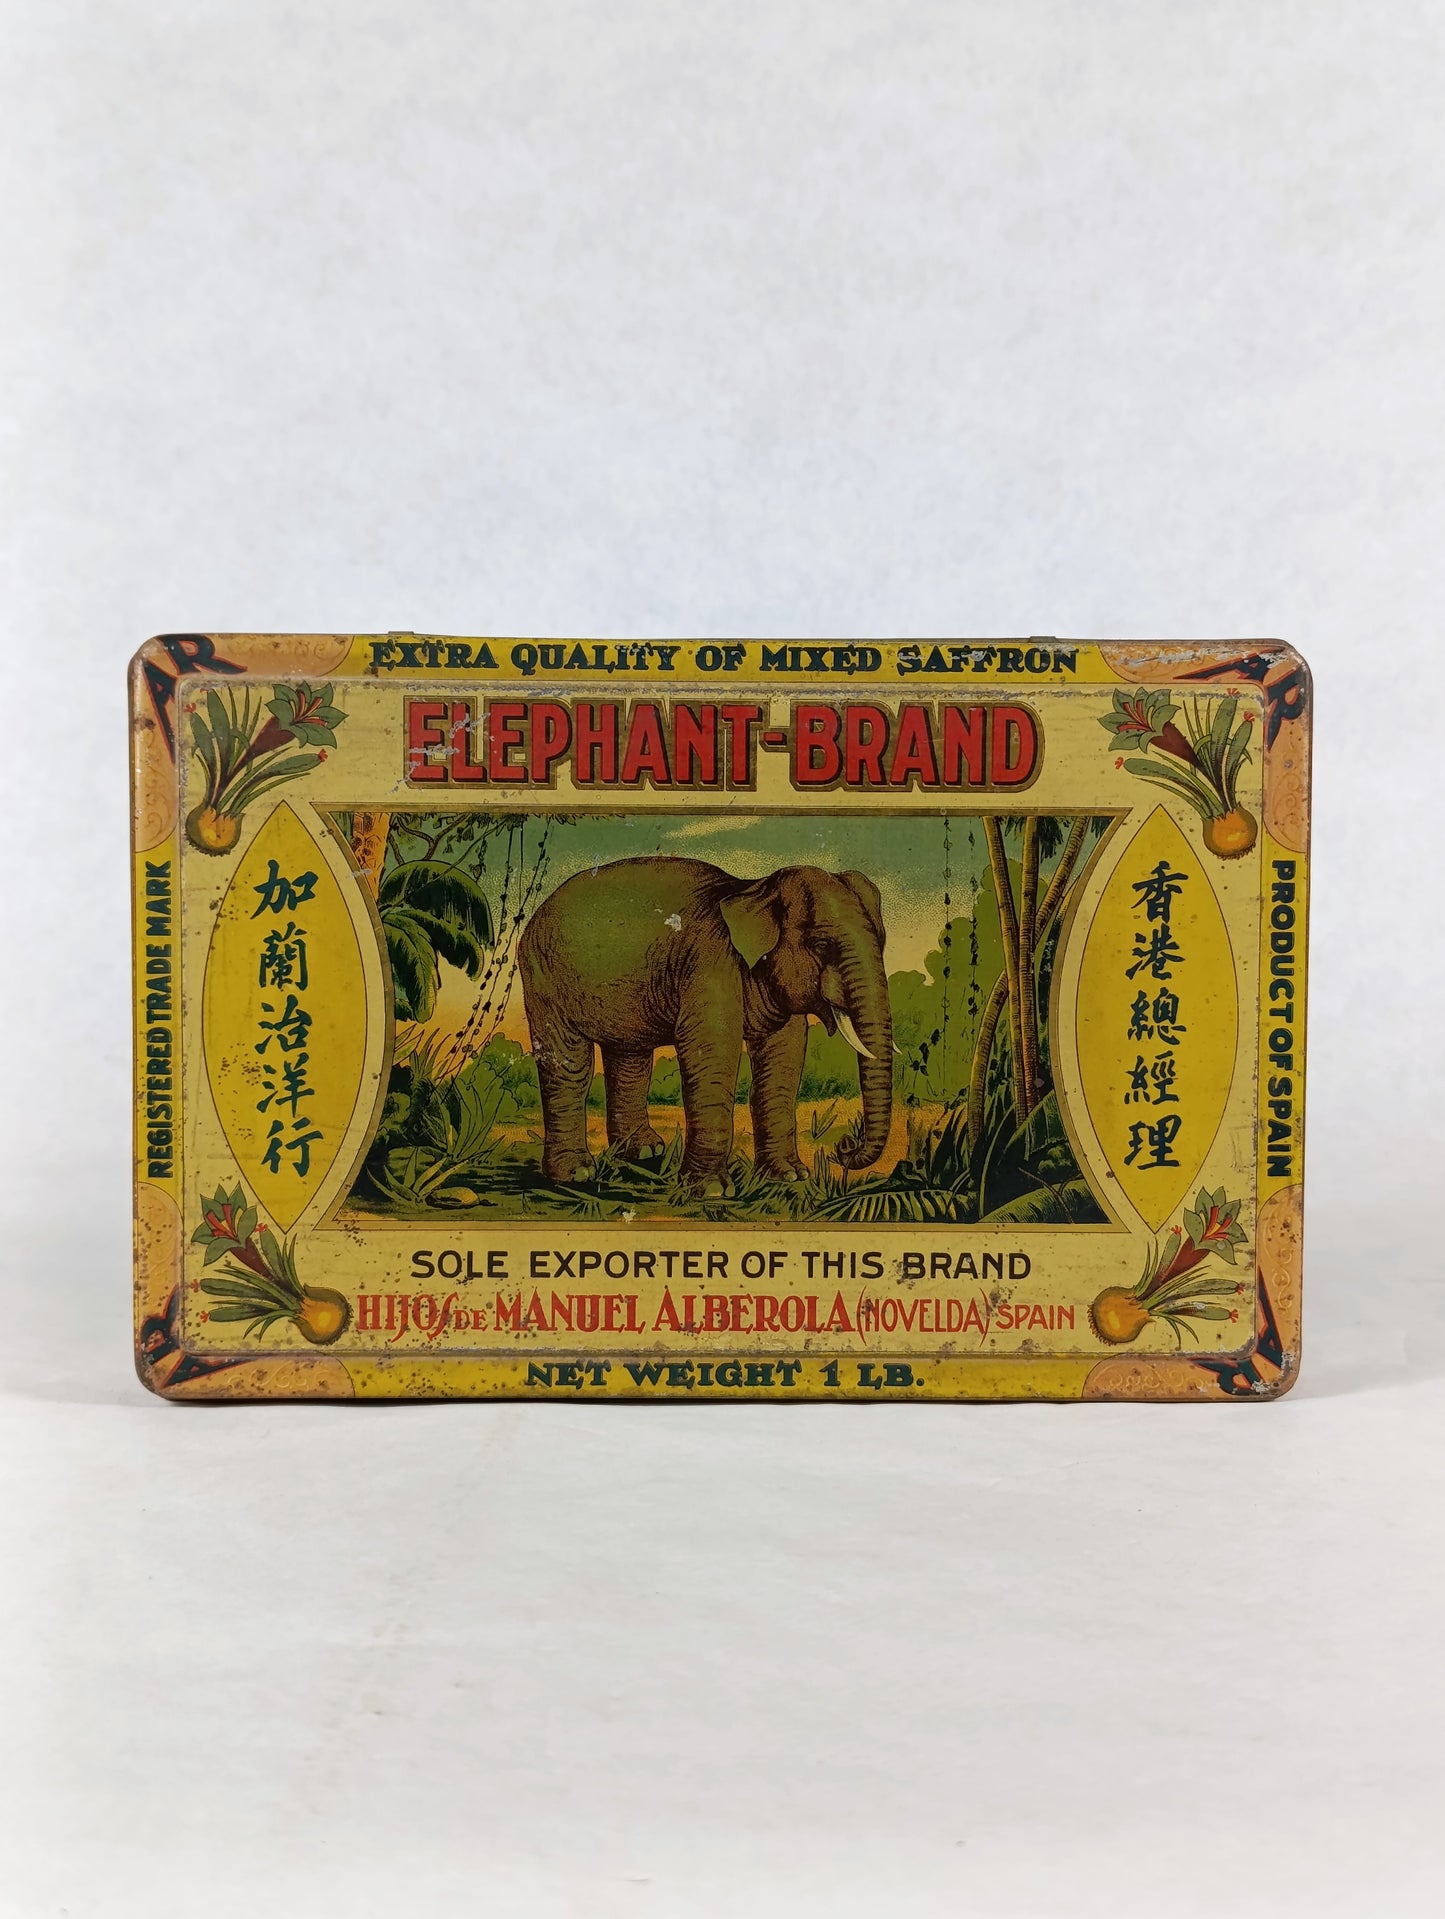 EXTRA QUALITY OF MIXED SAFFRON
ELEPHANT-BRAND
REGISTERED TRADE MARK
加蘭治洋行
香港總經理
PRODUCT OF SPAIN
SOLE EXPORTER OF THIS BRAND
HIJOS DE MANUEL ALBEROLA (NOVELDA) SPAIN
NET WEIGHT 1 LB.